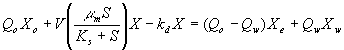 Q_o X_o + V ( μ_m S / K_s + S ) X − k_d X = (Q_o − Q_w) X_e + Q_w X_w